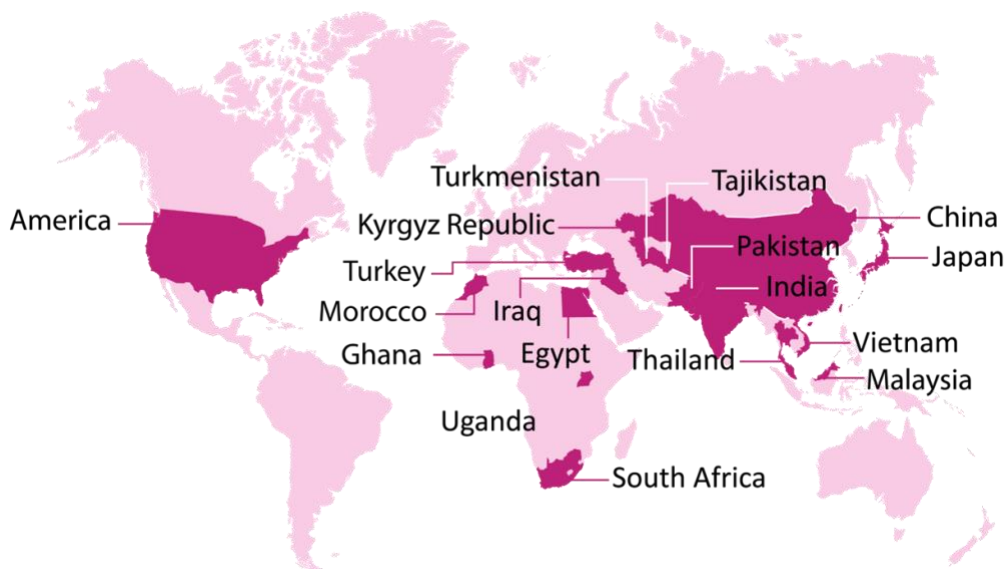 Turkmenistan
Tajikistan
America
Kyrgyz Republic
China
Pakistan
Japan
Turkey
India
Morocco
Iraq
Ghana
Egypt
Thailand
Vietnam
Malaysia
Uganda
South Africa